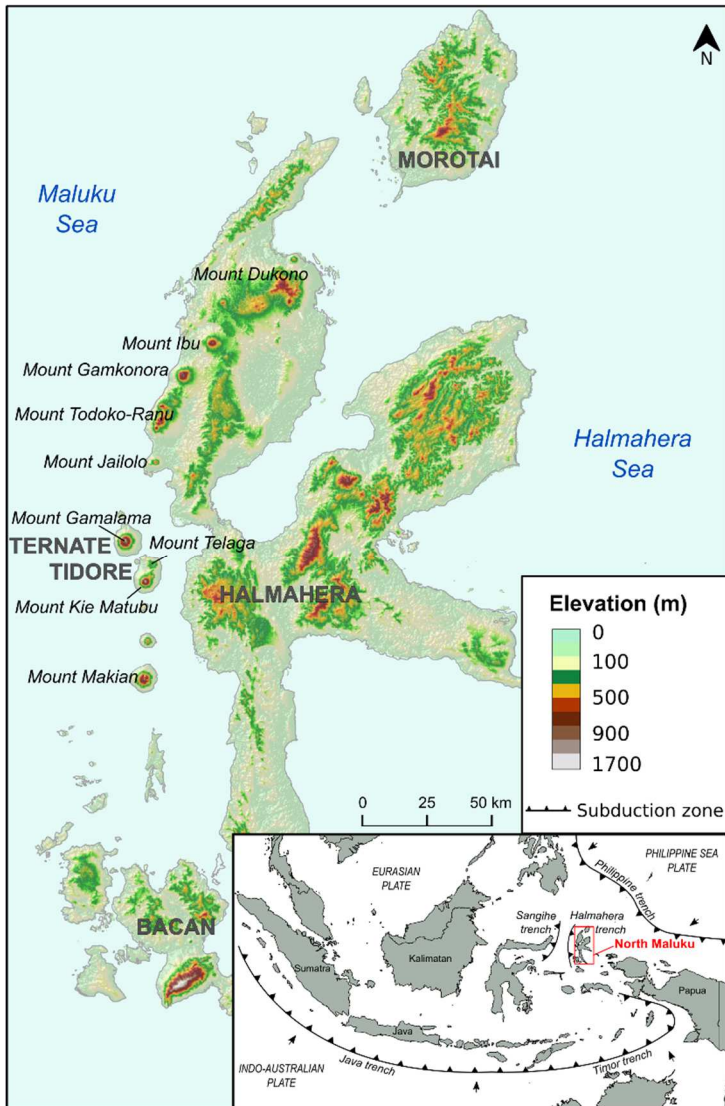 N
MOROTAI
Maluku
Sea
Mount Dukono
Mount Ibu
Mount Gamkonora
Mount Todoko-Ranu
Halmahera
Sea
Mount Jailolo
Mount Gamalama
TERNATE
Mount Telaga
TIDORE
HALMAHERA
Mount Kie Matubu
Mount Makian
BACAN
Elevation (m)
0
100
500
900
1700
Subduction zone
0 25 50 km
EURASIAN
PLATE
PHILIPPINE SEA
PLATE
Philippine trench
Sangihe
trench
Halmahera
trench
North Maluku
Sumatra
Kalimatan
Papua
Java
INDO-AUSTRALIAN
PLATE
Java trench
Timor trench